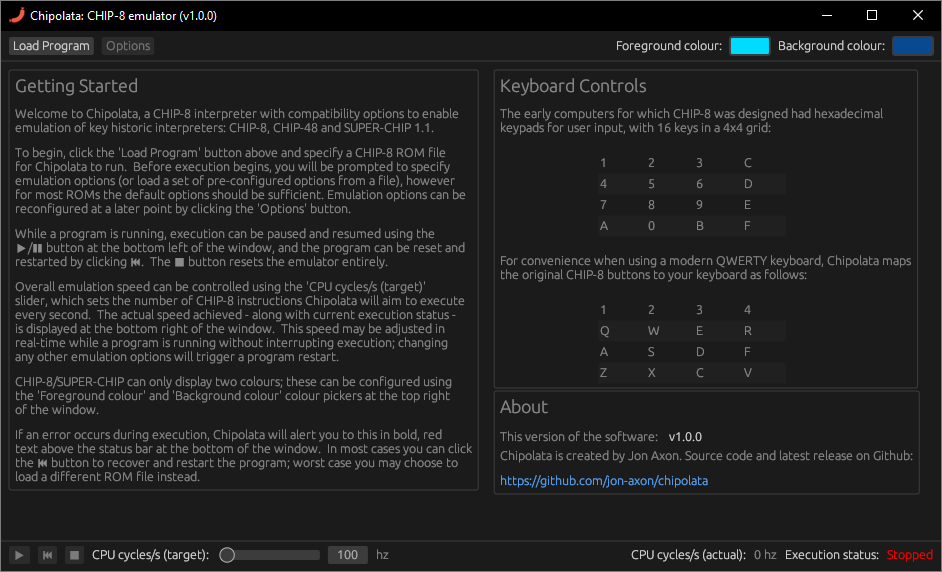 Chipolata: CHIP-8 emulator (v1.0.0)
Load Program Options Foreground colour: Background colour:
Getting Started
Welcome to Chipolata, a CHIP-8 interpreter with compatibility options to enable
emulation of key historic interpreters: CHIP-8, CHIP-48 and SUPER-CHIP 1.1.
To begin, click the 'Load Program' button above and specify a CHIP-8 ROM file
for Chipolata to run.  Before execution begins, you will be prompted to specify
emulation options (or load a set of pre-configured options from a file), however
for most ROMs the default options should be sufficient. Emulation options can be
reconfigured at a later point by clicking the 'Options' button.
While a program is running, execution can be paused and resumed using the
▶/⏸ button at the bottom left of the window, and the program can be reset and
restarted by clicking ⏮.  The ⏹ button resets the emulator entirely.
Overall emulation speed can be controlled using the 'CPU cycles/s (target)'
slider, which sets the number of CHIP-8 instructions Chipolata will aim to execute
every second.  The actual speed achieved - along with current execution status -
is displayed at the bottom right of the window.  This speed may be adjusted in
real-time while a program is running without interrupting execution; changing
any other emulation options will trigger a program restart.
CHIP-8/SUPER-CHIP can only display two colours; these can be configured using
the 'Foreground colour' and 'Background colour' colour pickers at the top right
of the window.
If an error occurs during execution, Chipolata will alert you to this in bold, red
text above the status bar at the bottom of the window.  In most cases you can click
the ⏮ button to recover and restart the program; worst case you may choose to
load a different ROM file instead.
Keyboard Controls
The early computers for which CHIP-8 was designed had hexadecimal
keypads for user input, with 16 keys in a 4x4 grid:
1 2 3 C
4 5 6 D
7 8 9 E
A 0 B F
For convenience when using a modern QWERTY keyboard, Chipolata maps
the original CHIP-8 buttons to your keyboard as follows:
1 2 3 4
Q W E R
A S D F
Z X C V
About
This version of the software: v1.0.0
Chipolata is created by Jon Axon. Source code and latest release on Github:
https://github.com/jon-axon/chipolata
▶ ⏮ ⏹ CPU cycles/s (target): 100 hz CPU cycles/s (actual): 0 hz Execution status: Stopped